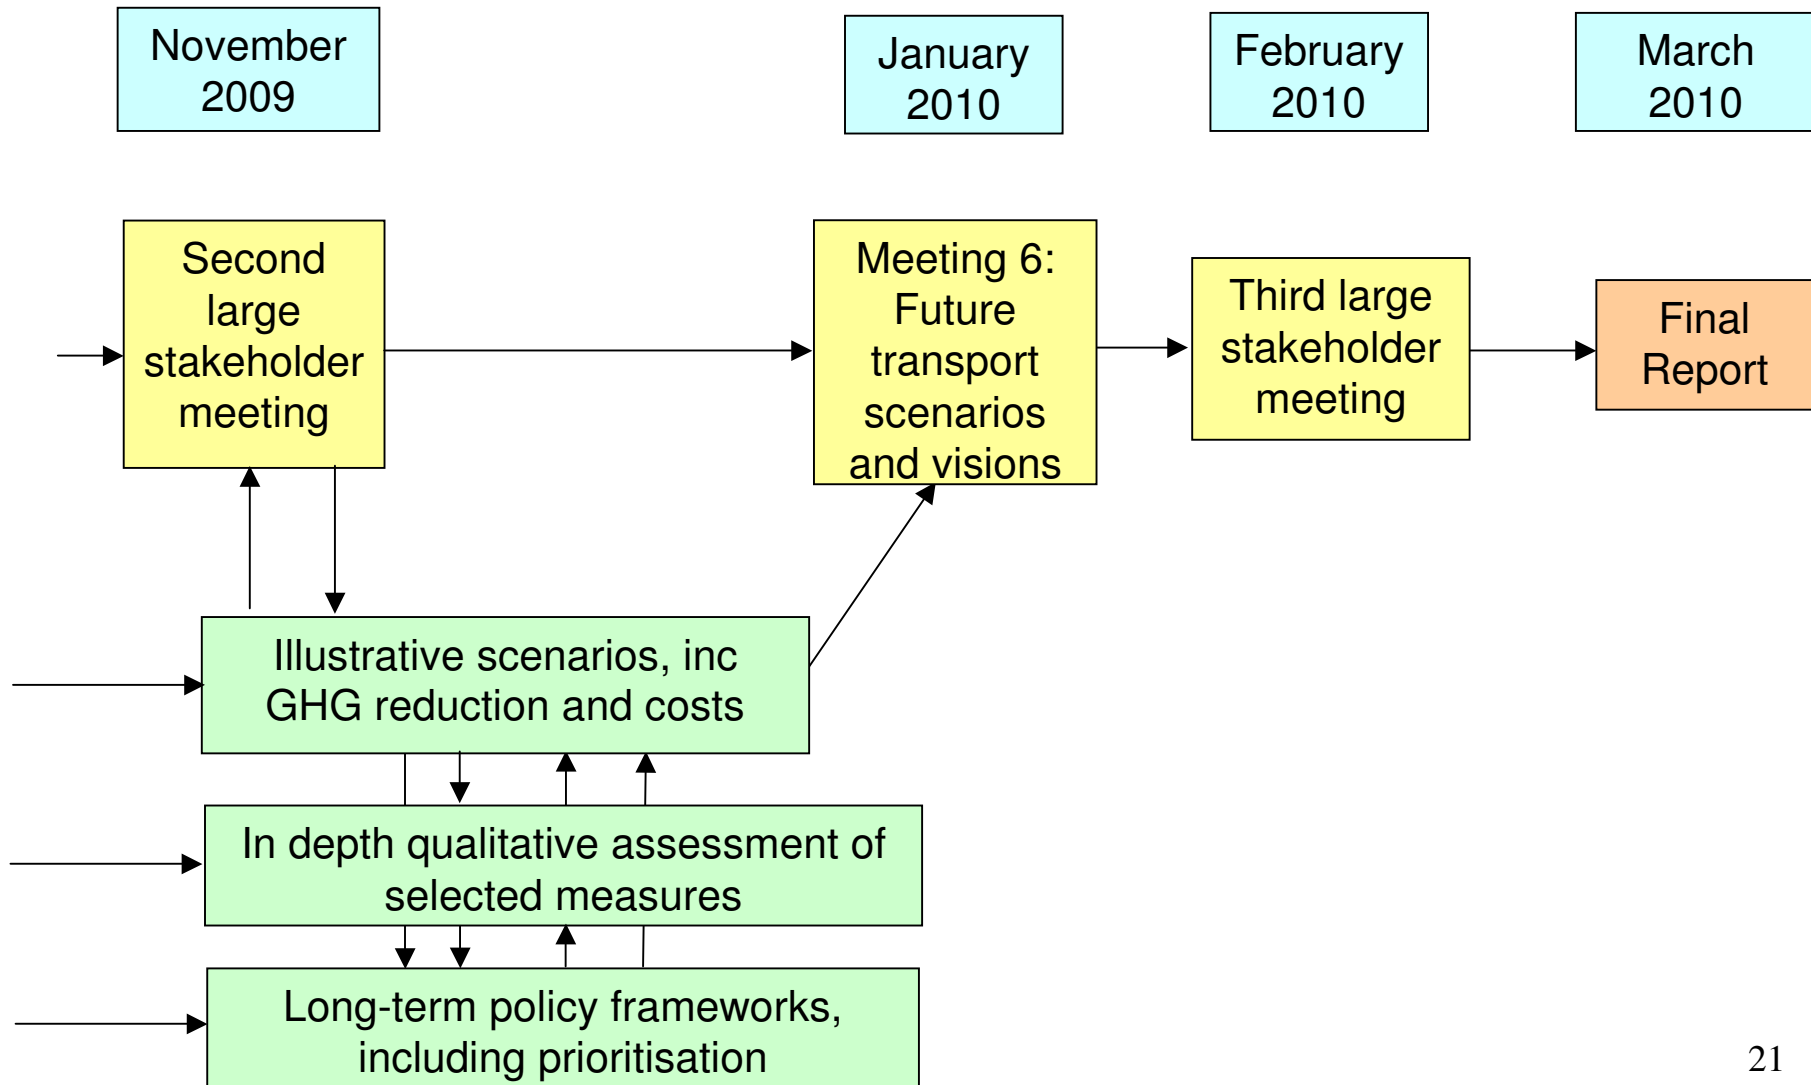 November
2009
January
2010
February
2010
March
2010
Second
large
stakeholder
meeting
Meeting 6:
Future
transport
scenarios
and visions
Third large
stakeholder
meeting
Final
Report
Illustrative scenarios, inc
GHG reduction and costs
In depth qualitative assessment of
selected measures
Long-term policy frameworks,
including prioritisation
21